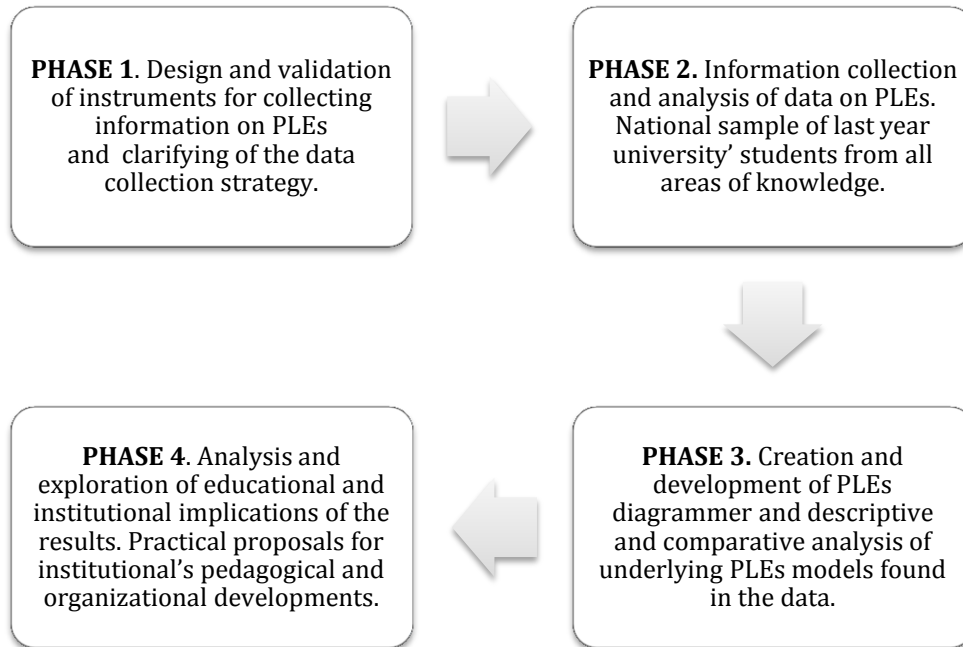 PHASE 1. Design and validation
of instruments for collecting
information on PLEs
and clarifying of the data
collection strategy.
PHASE 2. Information collection
and analysis of data on PLEs.
National sample of last year
university’ students from all
areas of knowledge.
PHASE 3. Creation and
development of PLEs
diagrammer and descriptive
and comparative analysis of
underlying PLEs models found
in the data.
PHASE 4. Analysis and
exploration of educational and
institutional implications of the
results. Practical proposals for
institutional’s pedagogical and
organizational developments.